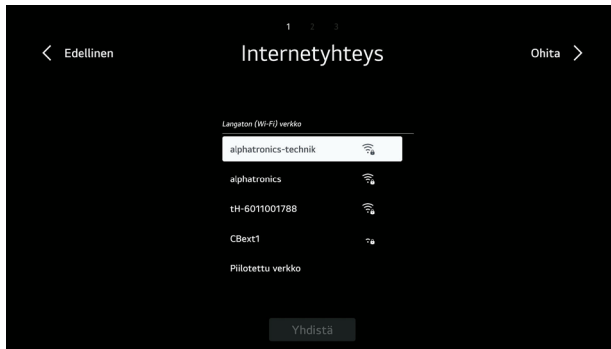 1 2 3
Edellinen
Internetyhteys
Ohita
Langaton (Wi-Fi) verkko
alphatronics-technik
alphatronics
tH-6011001788
CBext1
Piilotettu verkko
Yhdistä